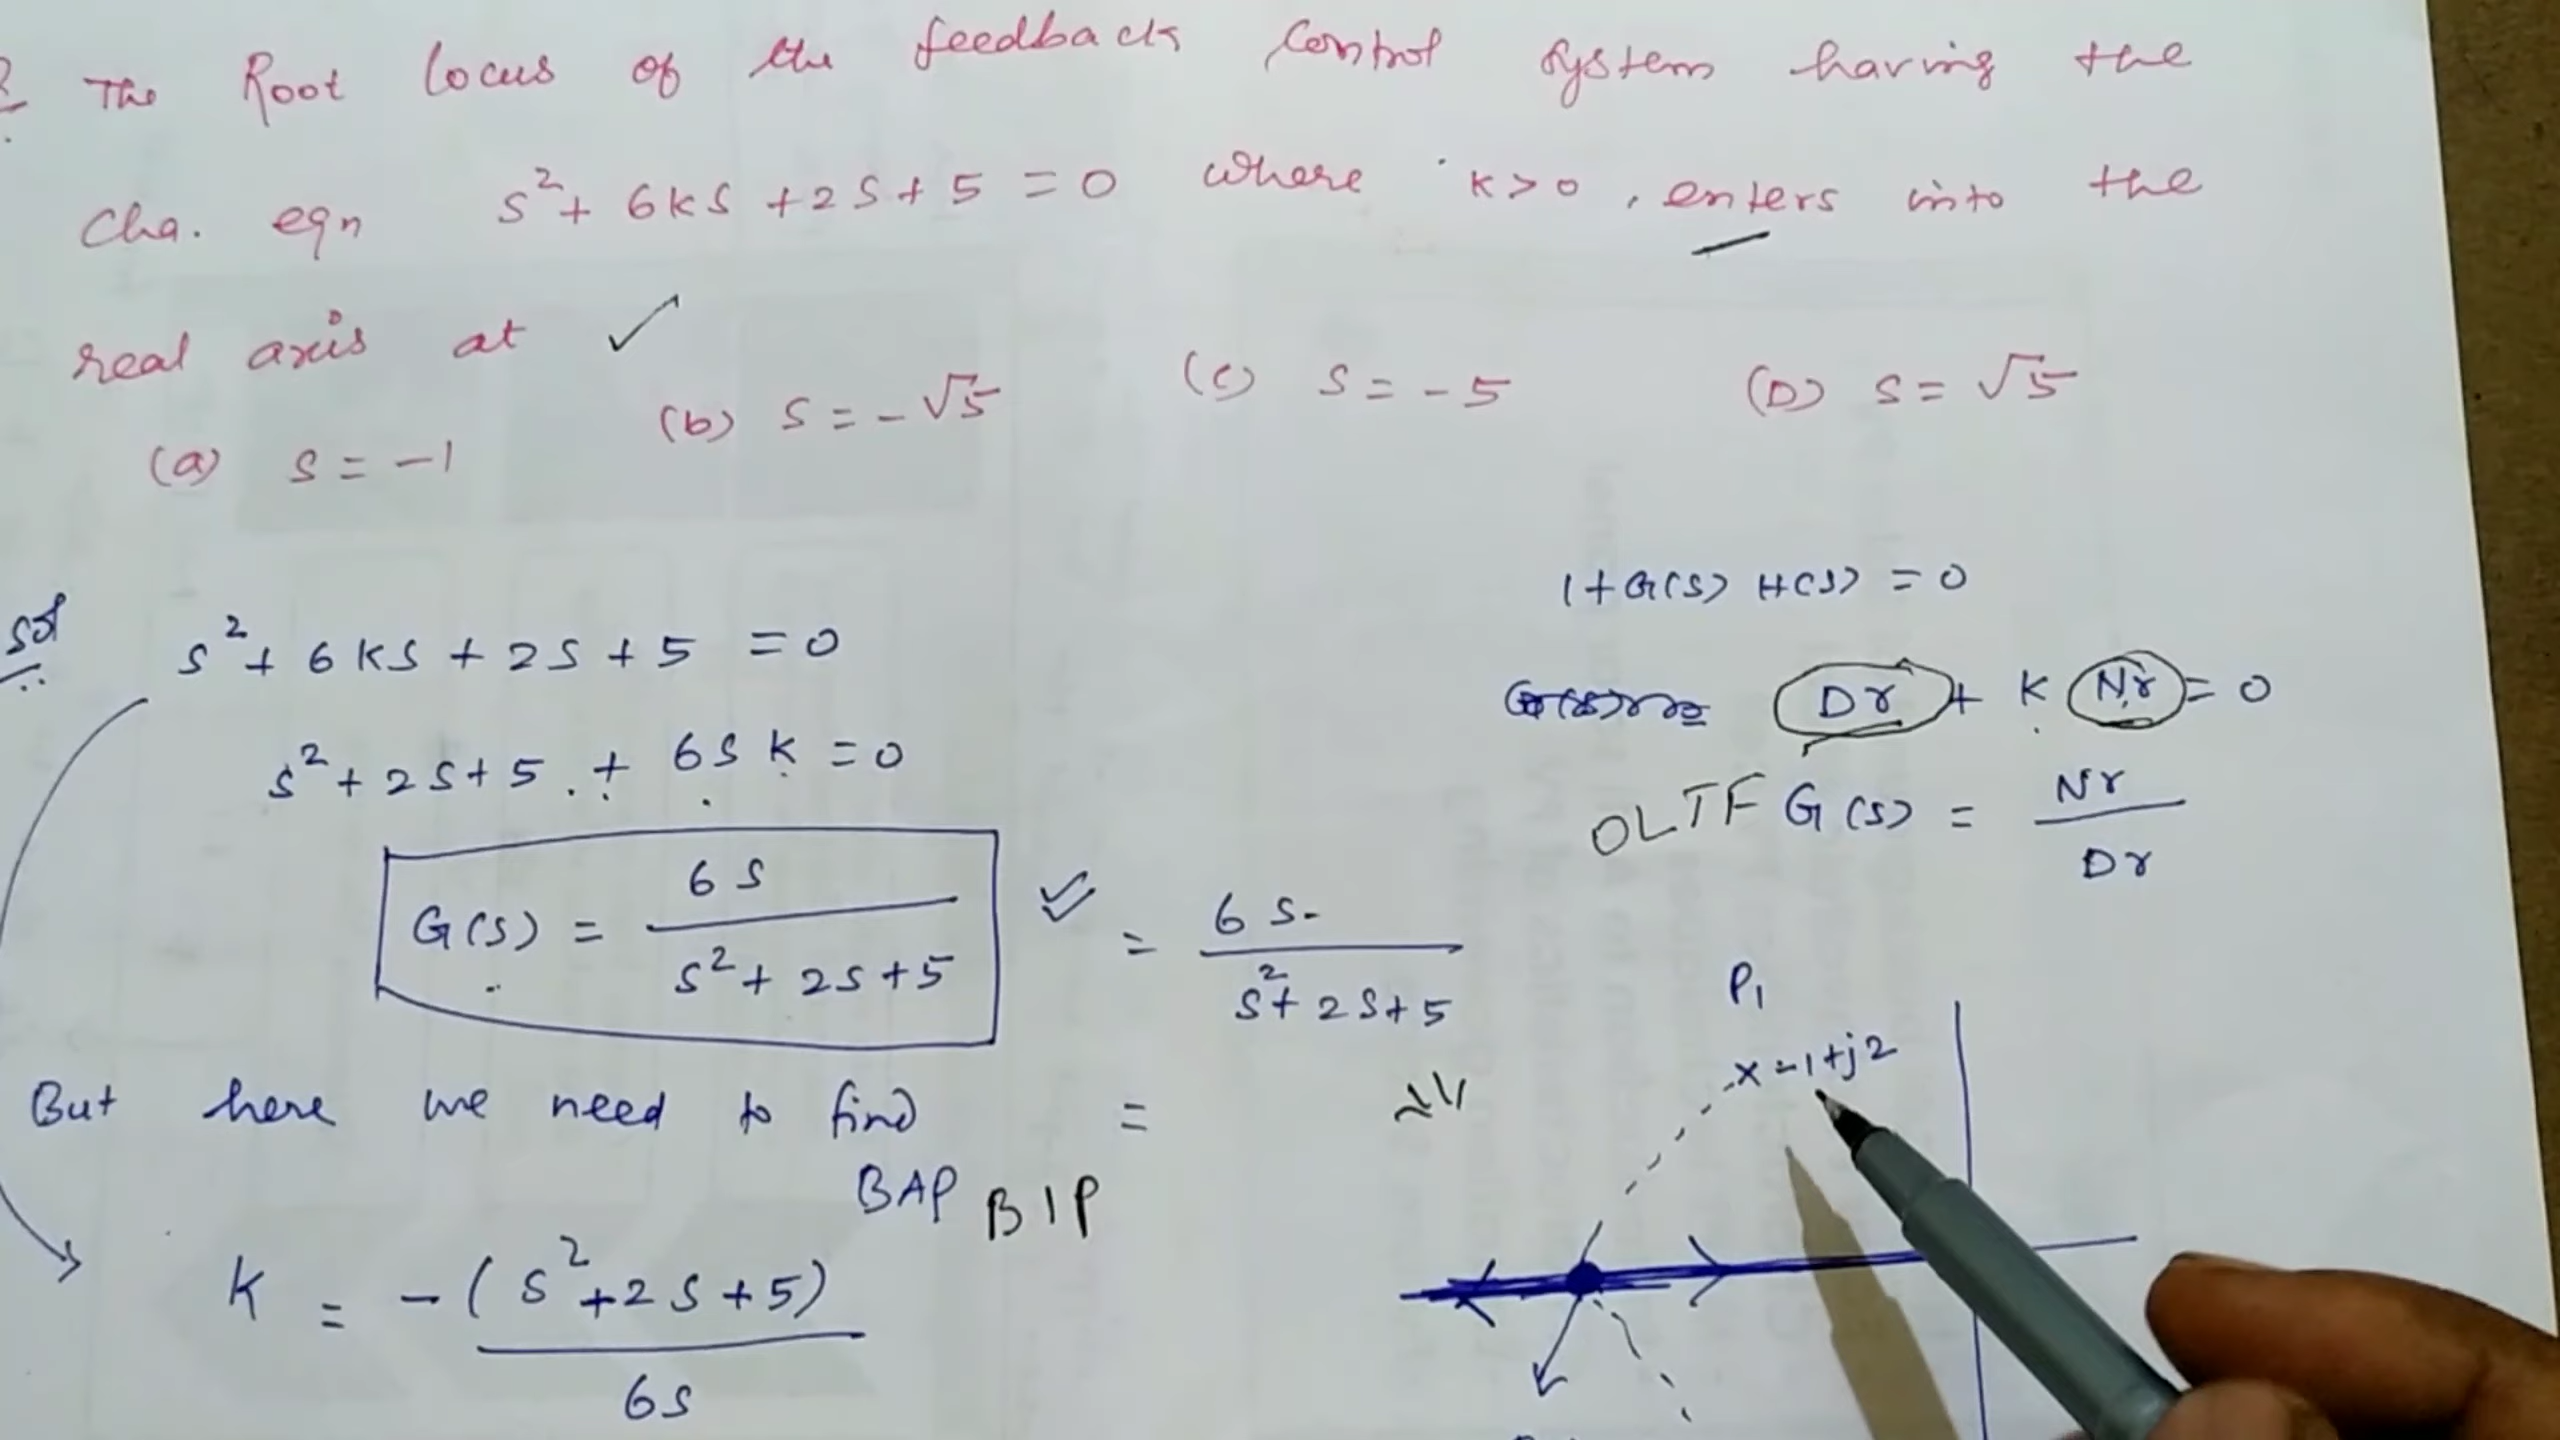 Q The Root locus of the feedback control system having the
Cha. eqn s² + 6ks + 2s + 5 = 0 where k > 0, enters into the
real axis at ✓
(a) s = -1 (b) s = -√5 (c) s = -5 (D) s = √5
sol s² + 6ks + 2s + 5 = 0
s² + 2s + 5 + 6s k = 0
G(s) = 6s / s² + 2s + 5 = 6s / s² + 2s + 5
1 + G(s) H(s) = 0
Dr + k Nr = 0
OLTF G(s) = Nr / Dr
But here we need to find =
BAP BIP
k = -(s² + 2s + 5) / 6s
P₁
x -1+j2